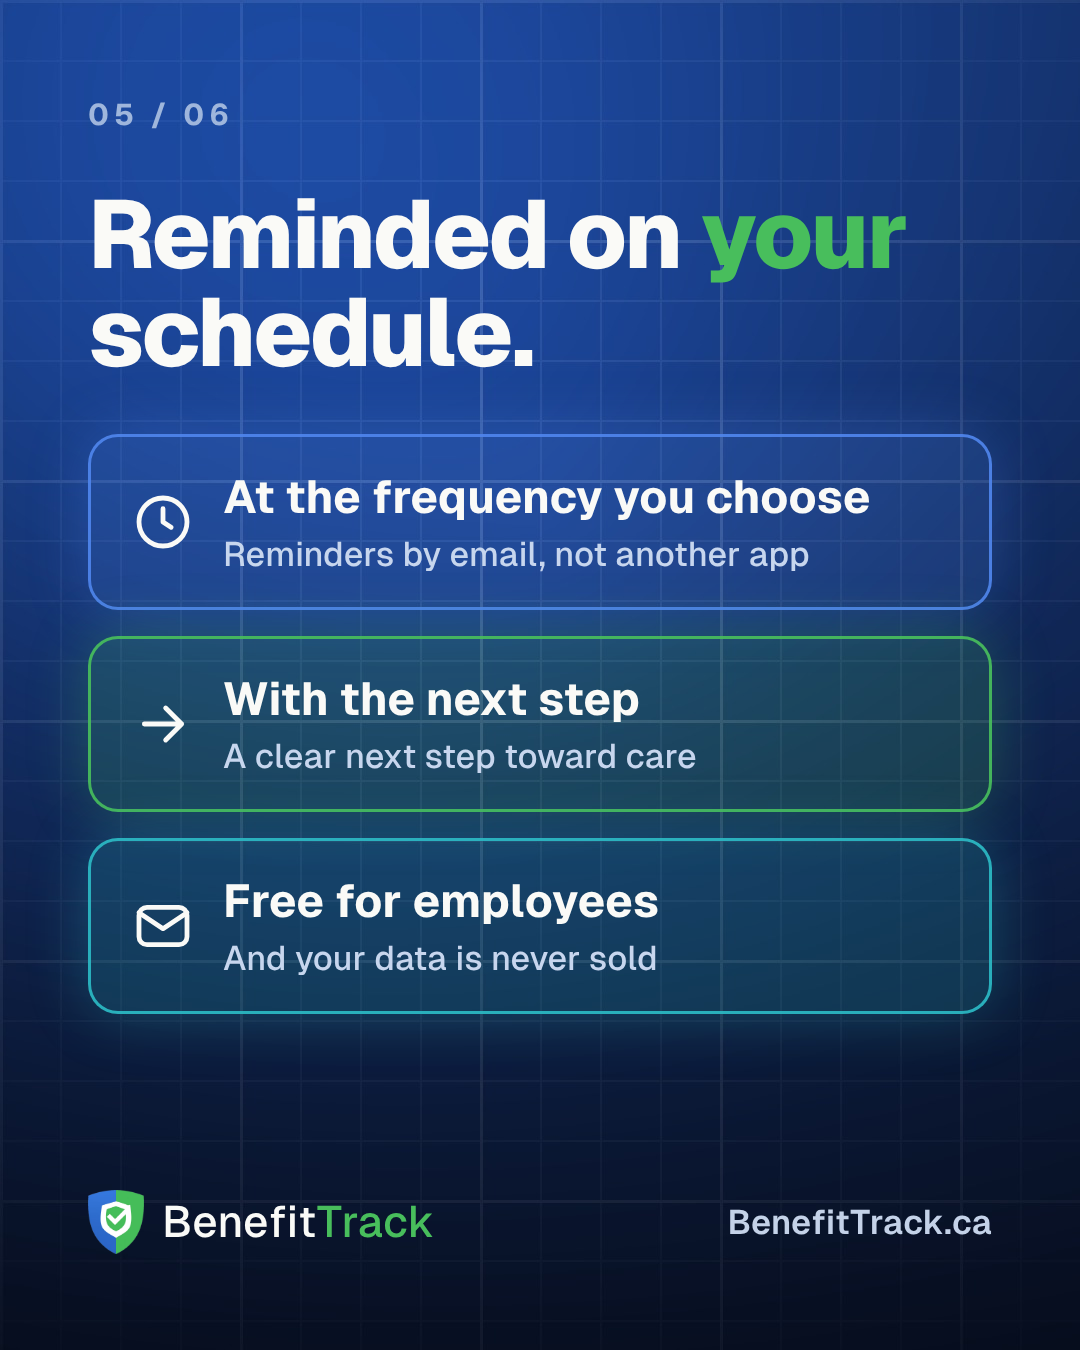 05 / 06
Reminded on your
schedule.
At the frequency you choose
Reminders by email, not another app
With the next step
A clear next step toward care
Free for employees
And your data is never sold
BenefitTrack
BenefitTrack.ca